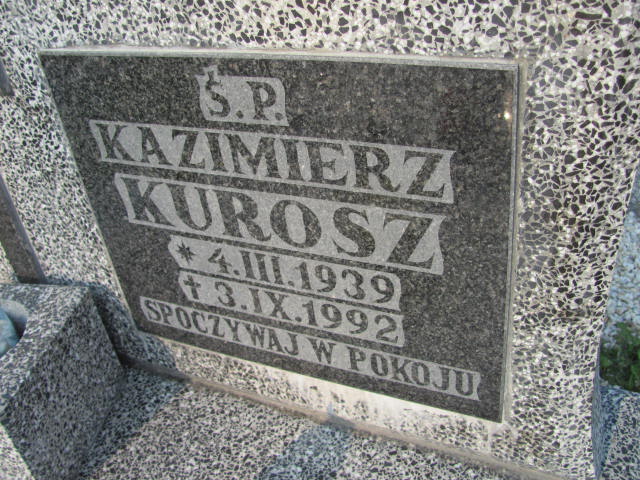 Ś.P.
KAZIMIERZ
KUROSZ
* 4.III.1939
✝ 3.IX.1992
SPOCZYWAJ W POKOJU